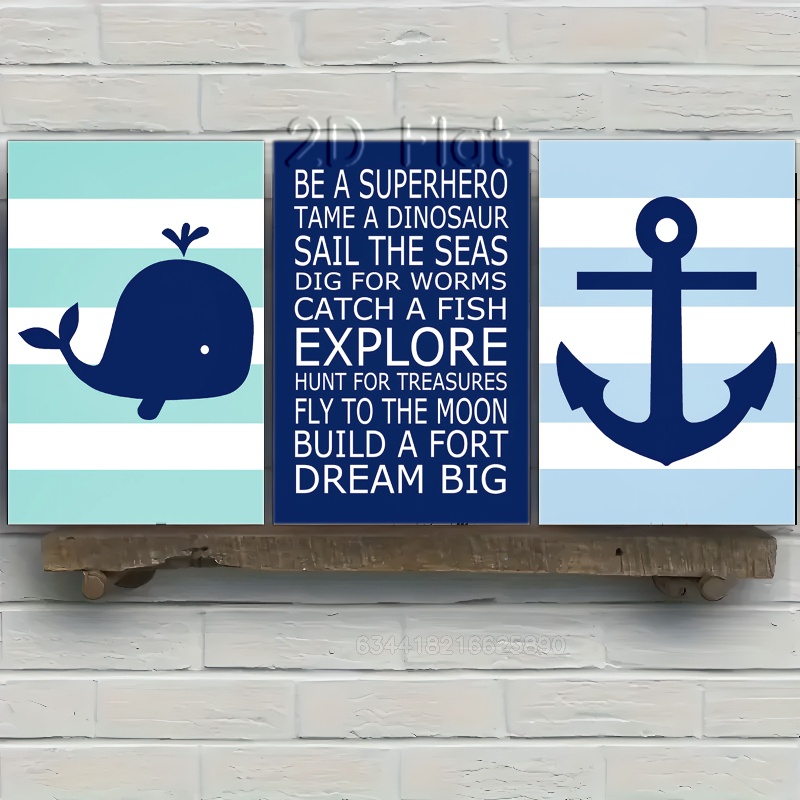 2D Flat
BE A SUPERHERO
TAME A DINOSAUR
SAIL THE SEAS
DIG FOR WORMS
CATCH A FISH
EXPLORE
HUNT FOR TREASURES
FLY TO THE MOON
BUILD A FORT
DREAM BIG
634418216625890